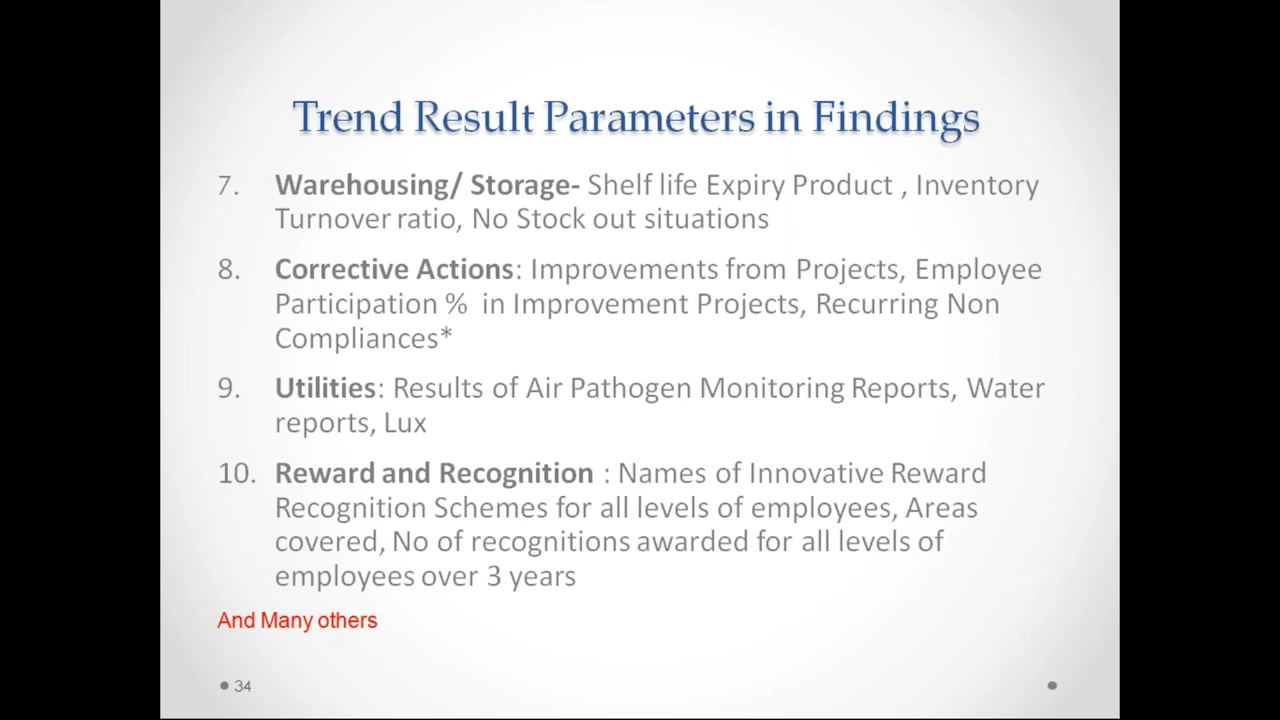 Trend Result Parameters in Findings
7. Warehousing/ Storage- Shelf life Expiry Product , Inventory
Turnover ratio, No Stock out situations
8. Corrective Actions: Improvements from Projects, Employee
Participation % in Improvement Projects, Recurring Non
Compliances*
9. Utilities: Results of Air Pathogen Monitoring Reports, Water
reports, Lux
10. Reward and Recognition : Names of Innovative Reward
Recognition Schemes for all levels of employees, Areas
covered, No of recognitions awarded for all levels of
employees over 3 years
And Many others
34